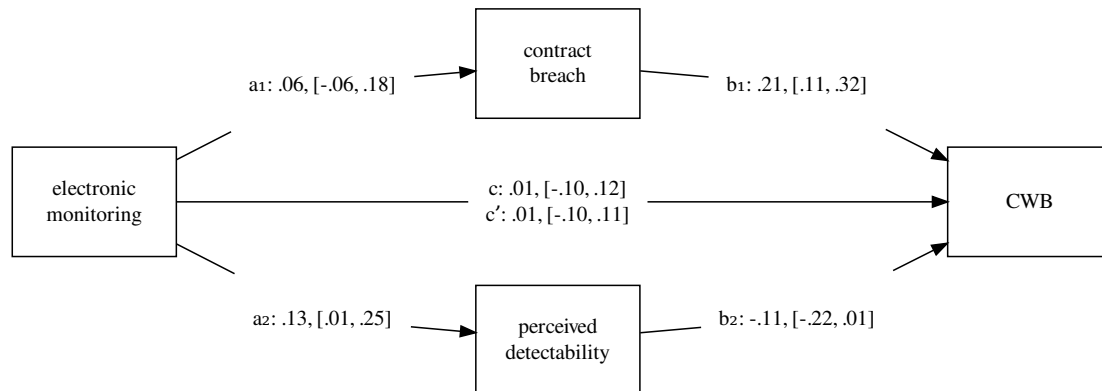 contract
breach
a₁: .06, [-.06, .18]
b₁: .21, [.11, .32]
electronic
monitoring
c: .01, [-.10, .12]
c′: .01, [-.10, .11]
CWB
a₂: .13, [.01, .25]
b₂: -.11, [-.22, .01]
perceived
detectability